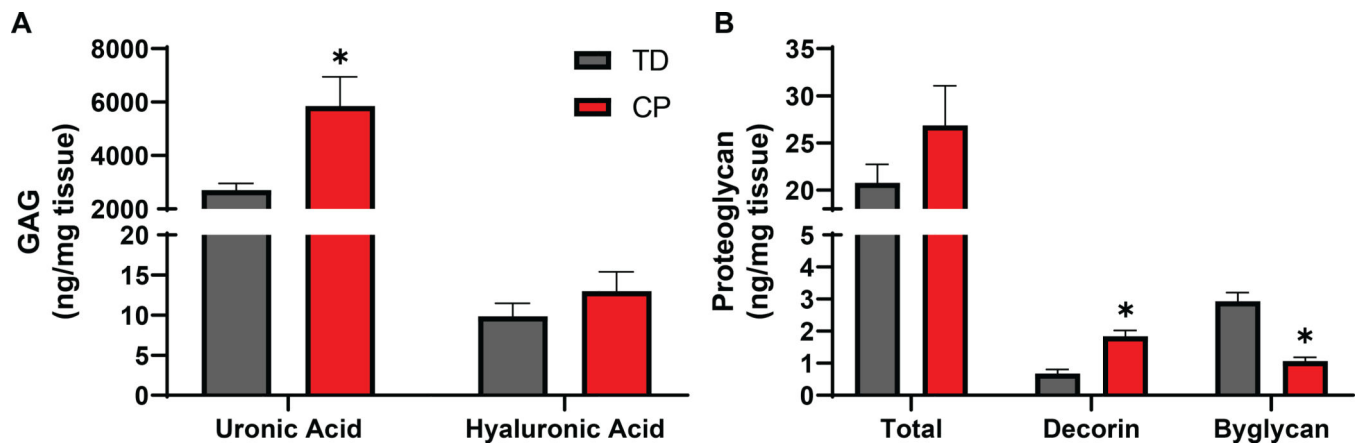 A
GAG
(ng/mg tissue)
8000
6000
4000
2000
20
15
10
5
0
*
TD
CP
Uronic Acid
Hyaluronic Acid
B
Proteoglycan
(ng/mg tissue)
35
30
25
20
5
4
3
2
1
0
*
*
Total
Decorin
Byglycan